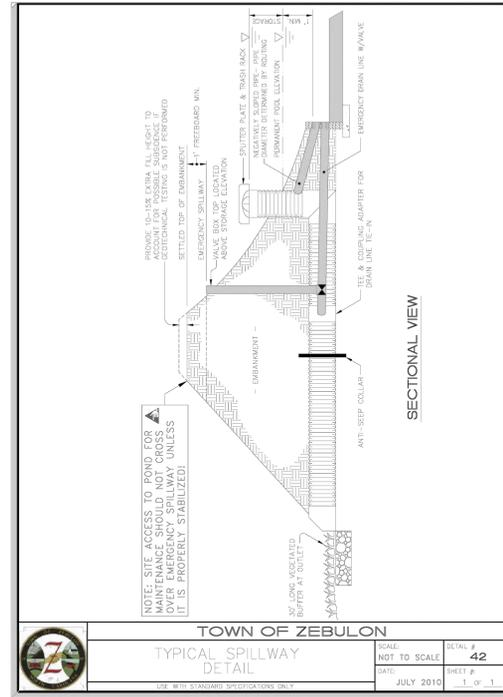 PROVIDE 10-15% EXTRA FILL HEIGHT TO
ACCOUNT FOR POSSIBLE SUBSIDENCE IF
GEOTECHNICAL TESTING IS NOT PERFORMED
SETTLED TOP OF EMBANKMENT
1' FREEBOARD MIN.
EMERGENCY SPILLWAY
VALVE BOX TOP LOCATED
ABOVE STORAGE ELEVATION
SPLITTER PLATE & TRASH RACK
NEGATIVELY SLOPED PIPE- PIPE
DIAMETER DETERMINED BY ROUTING
PERMANENT POOL ELEVATION
STORAGE
1' MIN.
NOTE: SITE ACCESS TO POND FOR
MAINTENANCE SHOULD NOT CROSS
OVER EMERGENCY SPILLWAY UNLESS
IT IS PROPERLY STABILIZED!
- EMBANKMENT -
30' LONG VEGETATED
BUFFER AT OUTLET
ANTI-SEEP COLLAR
TEE & COUPLING ADAPTER FOR
DRAIN LINE TIE-IN
EMERGENCY DRAIN LINE W/VALVE
SECTIONAL VIEW
TOWN OF ZEBULON
TYPICAL SPILLWAY
DETAIL
USE WITH STANDARD SPECIFICATIONS ONLY
SCALE:
NOT TO SCALE
DETAIL #
42
DATE:
JULY 2010
SHEET #:
1 OF 1